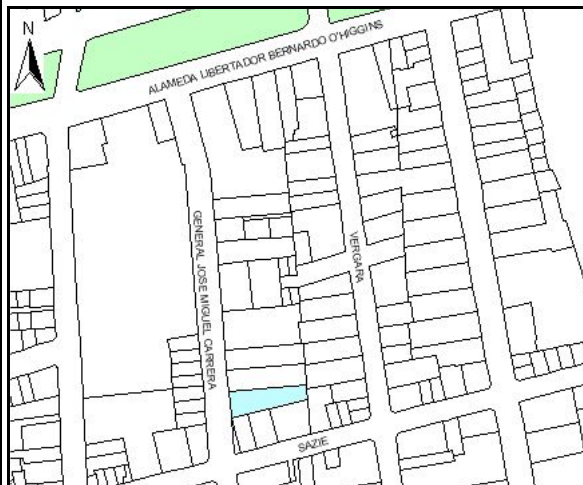 N
ALAMEDA LIBERTADOR BERNARDO O'HIGGINS
GENERAL JOSE MIGUEL CARRERA
VERGARA
SAZIE